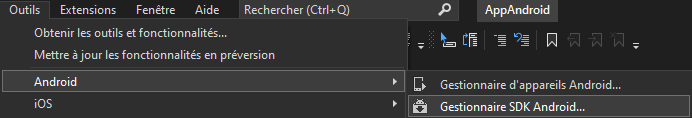 Outils Extensions Fenêtre Aide Rechercher (Ctrl+Q) AppAndroid
Obtenir les outils et fonctionnalités...
Mettre à jour les fonctionnalités en préversion
Android
Gestionnaire d'appareils Android...
iOS
Gestionnaire SDK Android...